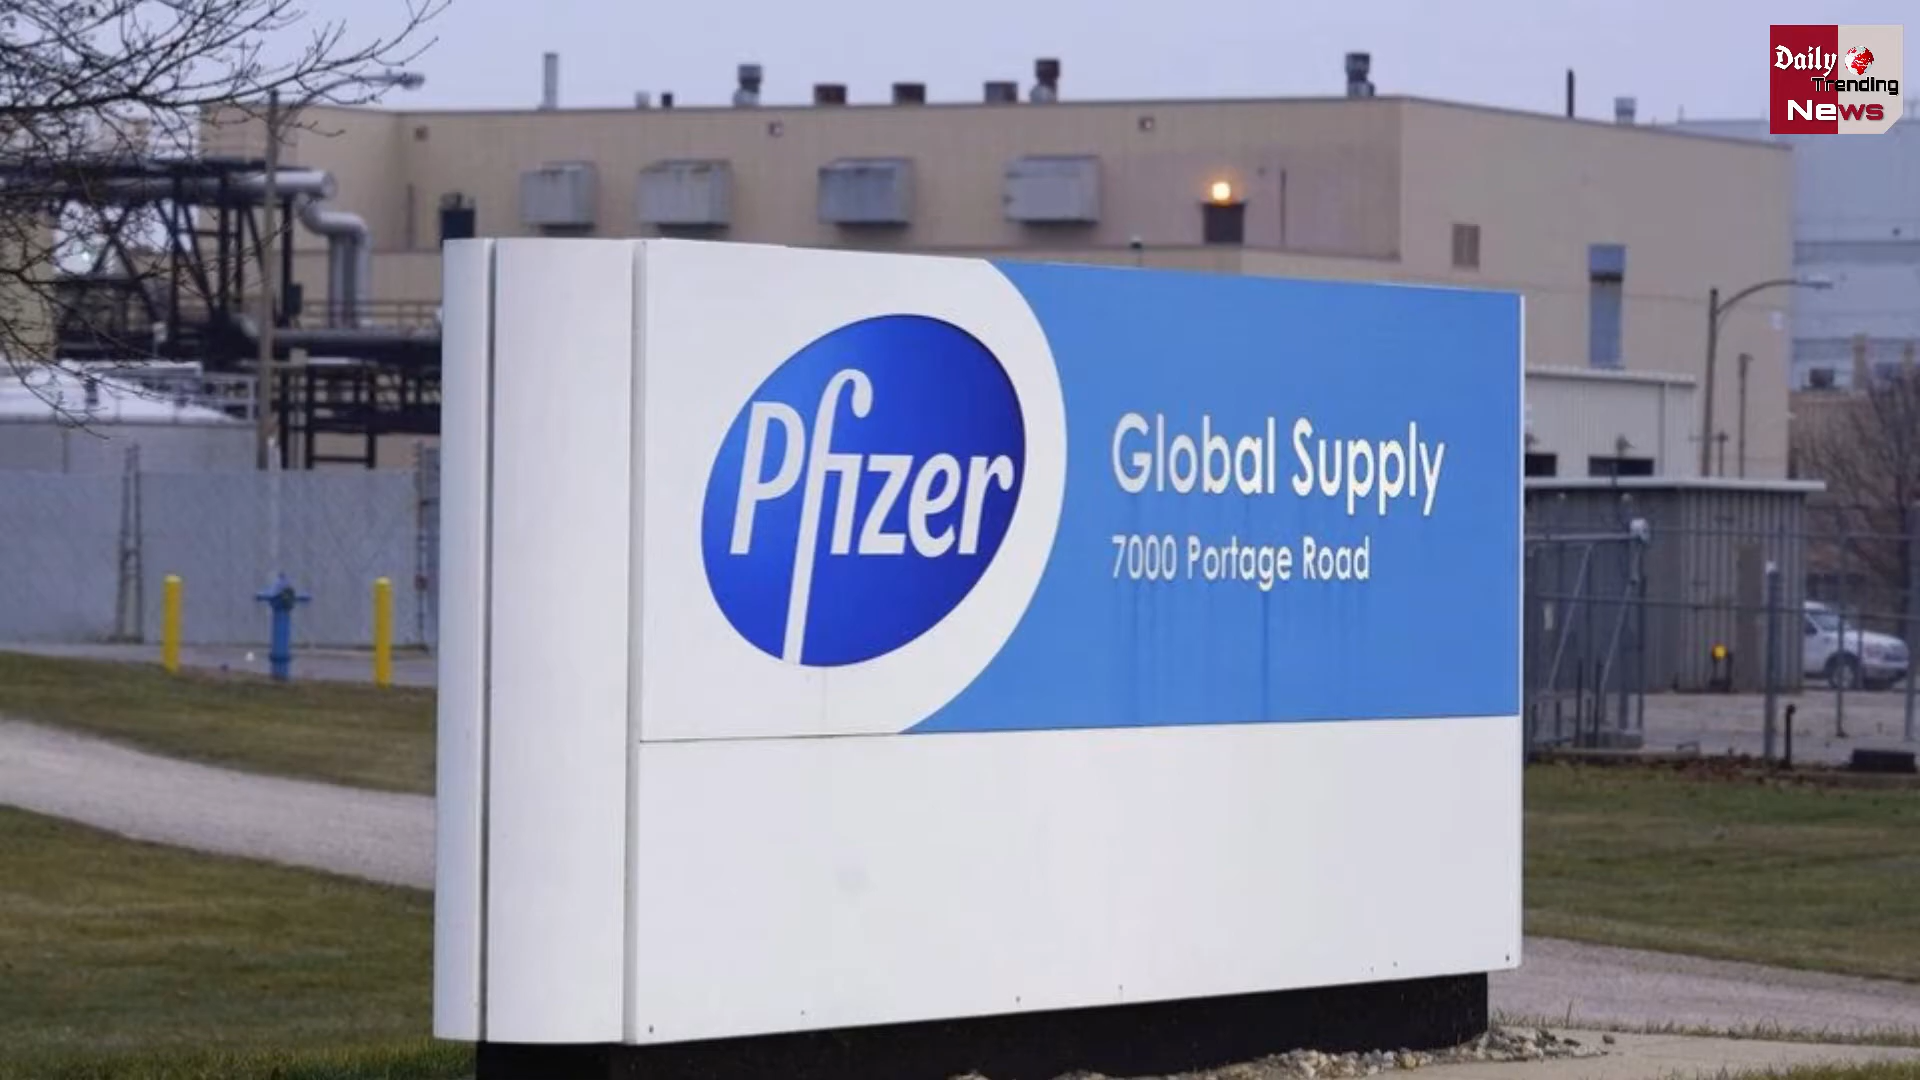 Daily
Trending
News
Pfizer
Global Supply
7000 Portage Road